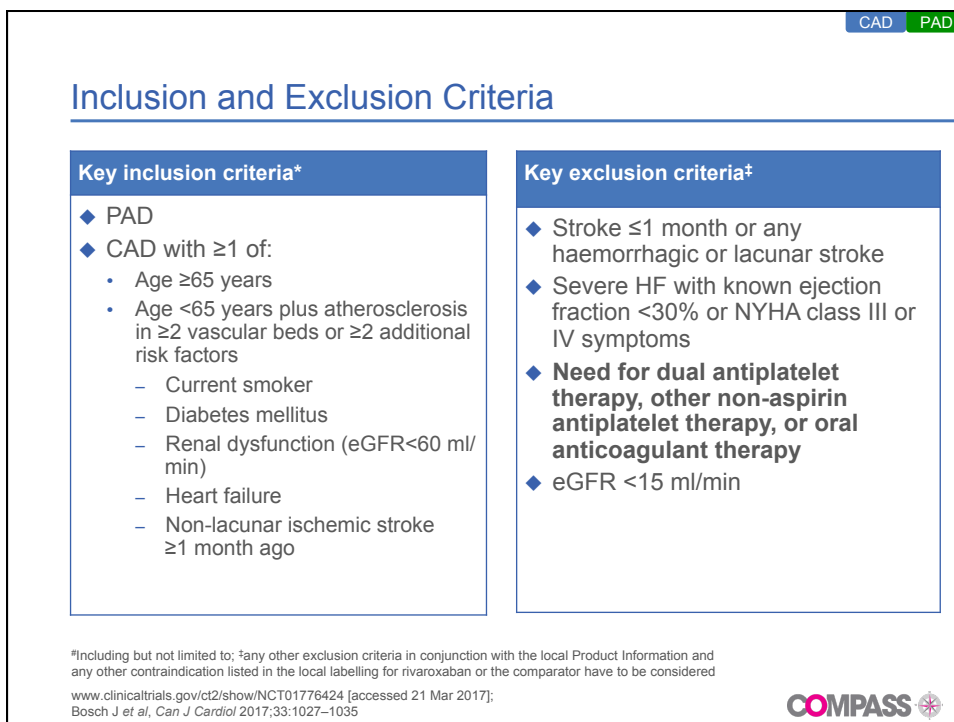 CAD PAD
Inclusion and Exclusion Criteria
Key inclusion criteria*
◆ PAD
◆ CAD with ≥1 of:
• Age ≥65 years
• Age <65 years plus atherosclerosis
in ≥2 vascular beds or ≥2 additional
risk factors
– Current smoker
– Diabetes mellitus
– Renal dysfunction (eGFR<60 ml/
min)
– Heart failure
– Non-lacunar ischemic stroke
≥1 month ago
Key exclusion criteria‡
◆ Stroke ≤1 month or any
haemorrhagic or lacunar stroke
◆ Severe HF with known ejection
fraction <30% or NYHA class III or
IV symptoms
◆ Need for dual antiplatelet
therapy, other non-aspirin
antiplatelet therapy, or oral
anticoagulant therapy
◆ eGFR <15 ml/min
#Including but not limited to; ‡any other exclusion criteria in conjunction with the local Product Information and
any other contraindication listed in the local labelling for rivaroxaban or the comparator have to be considered
www.clinicaltrials.gov/ct2/show/NCT01776424 [accessed 21 Mar 2017];
Bosch J et al, Can J Cardiol 2017;33:1027–1035
COMPASS